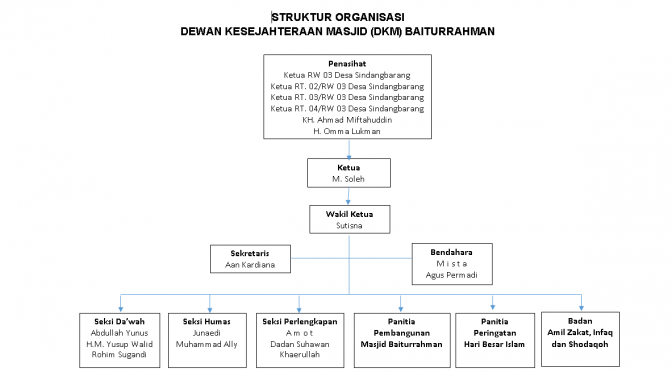 STRUKTUR ORGANISASI
DEWAN KESEJAHTERAAN MASJID (DKM) BAITURRAHMAN
Penasihat
Ketua RW 03 Desa Sindangbarang
Ketua RT. 02/RW 03 Desa Sindangbarang
Ketua RT. 03/RW 03 Desa Sindangbarang
Ketua RT. 04/RW 03 Desa Sindangbarang
KH. Ahmad Miftahuddin
H. Omma Lukman
Ketua
M. Soleh
Wakil Ketua
Sutisna
Sekretaris
Aan Kardiana
Bendahara
M i s t a
Agus Permadi
Seksi Da'wah
Abdullah Yunus
H.M. Yusup Walid
Rohim Sugandi
Seksi Humas
Junaedi
Muhammad Ally
Seksi Perlengkapan
A m o t
Dadan Suhawan
Khaerullah
Panitia
Pembangunan
Masjid Baiturrahman
Panitia
Peringatan
Hari Besar Islam
Badan
Amil Zakat, Infaq
dan Shodaqoh